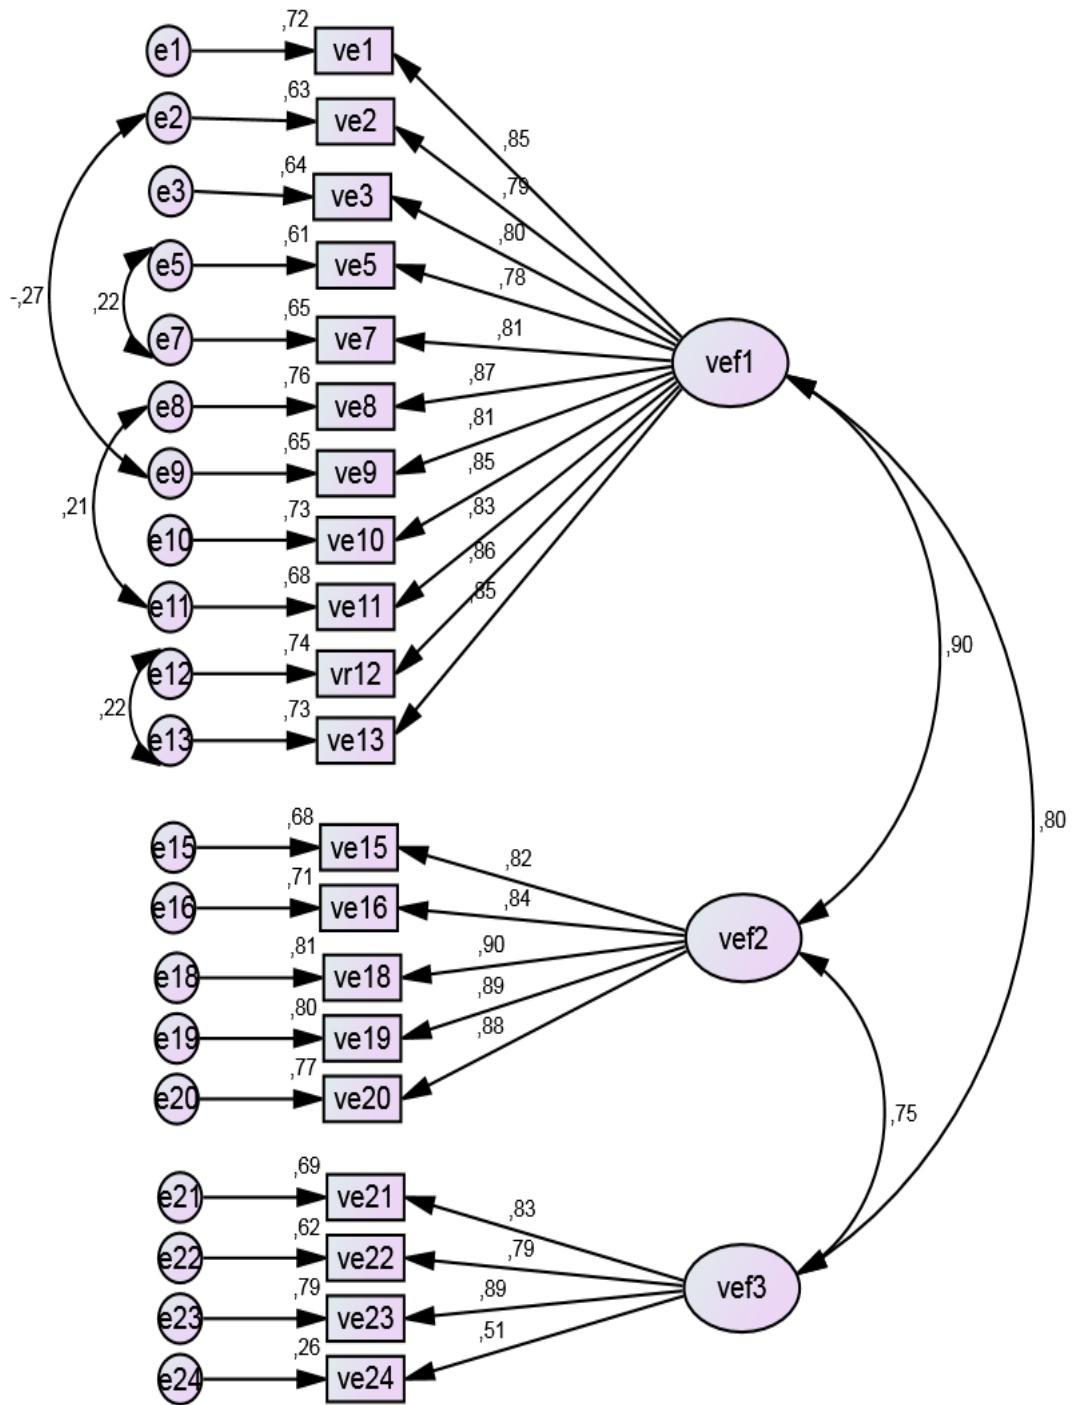 ,72
e1 ve1
,63
e2 ve2
,85
,64
e3 ve3
,79
,61
,80
e5 ve5
,78
-,27
,22
,65
,81
e7 ve7
vef1
,76
,87
e8 ve8
,65
,81
e9 ve9
,85
,21
,73
,83
e10 ve10
,86
,68
,85
e11 ve11
,74
,90
e12 vr12
,22
,73
e13 ve13
,68
,80
e15 ve15
,82
,71
,84
e16 ve16
vef2
,81
,90
e18 ve18
,89
,80
,88
e19 ve19
,77
e20 ve20
,75
,69
e21 ve21
,83
,62
,79
e22 ve22
vef3
,79
,89
e23 ve23
,51
,26
e24 ve24